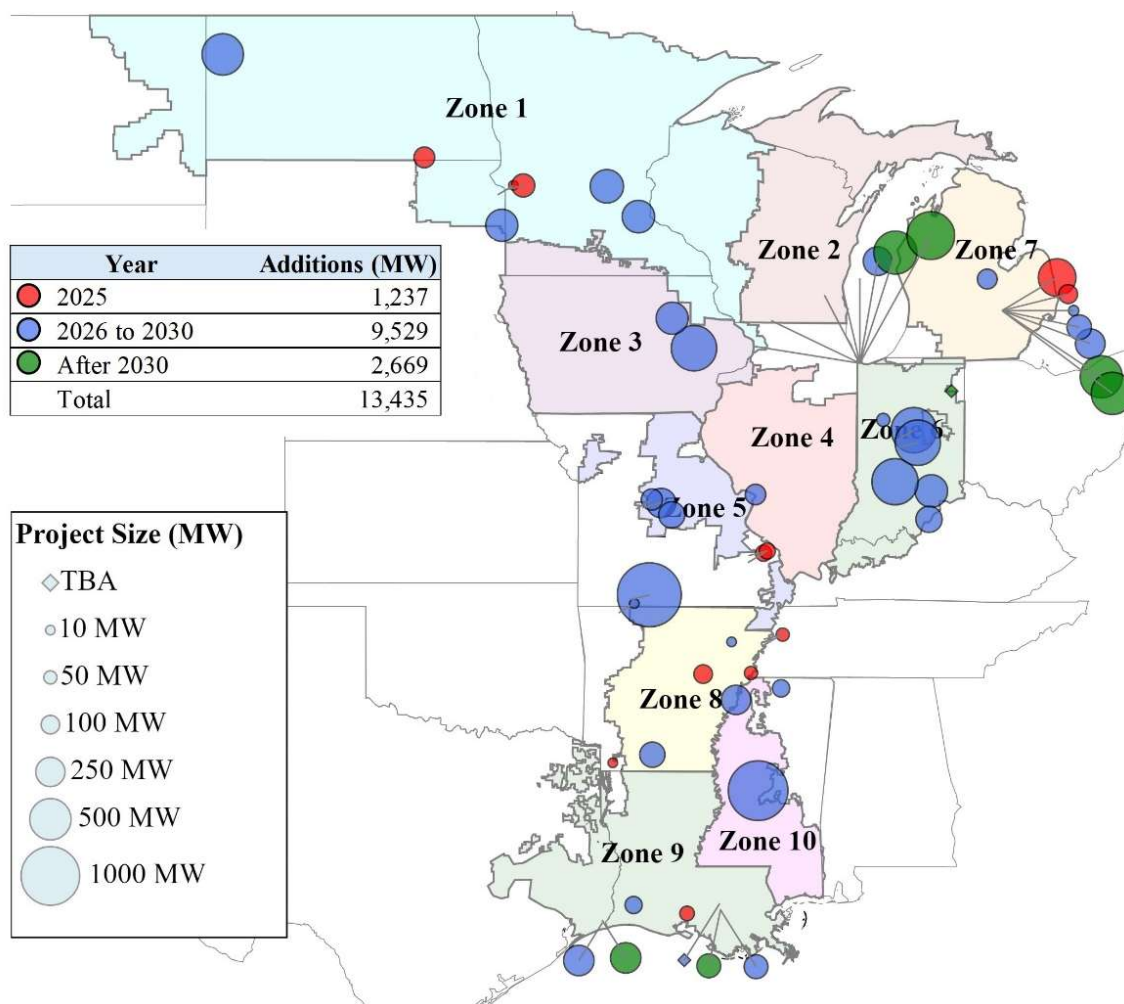 Zone 1
Zone 2
Zone 7
Year Additions (MW)
2025 1,237
2026 to 2030 9,529
After 2030 2,669
Total 13,435
Zone 3
Zone 4
Zone 6
Zone 5
Project Size (MW)
TBA
10 MW
50 MW
100 MW
250 MW
500 MW
1000 MW
Zone 8
Zone 9
Zone 10